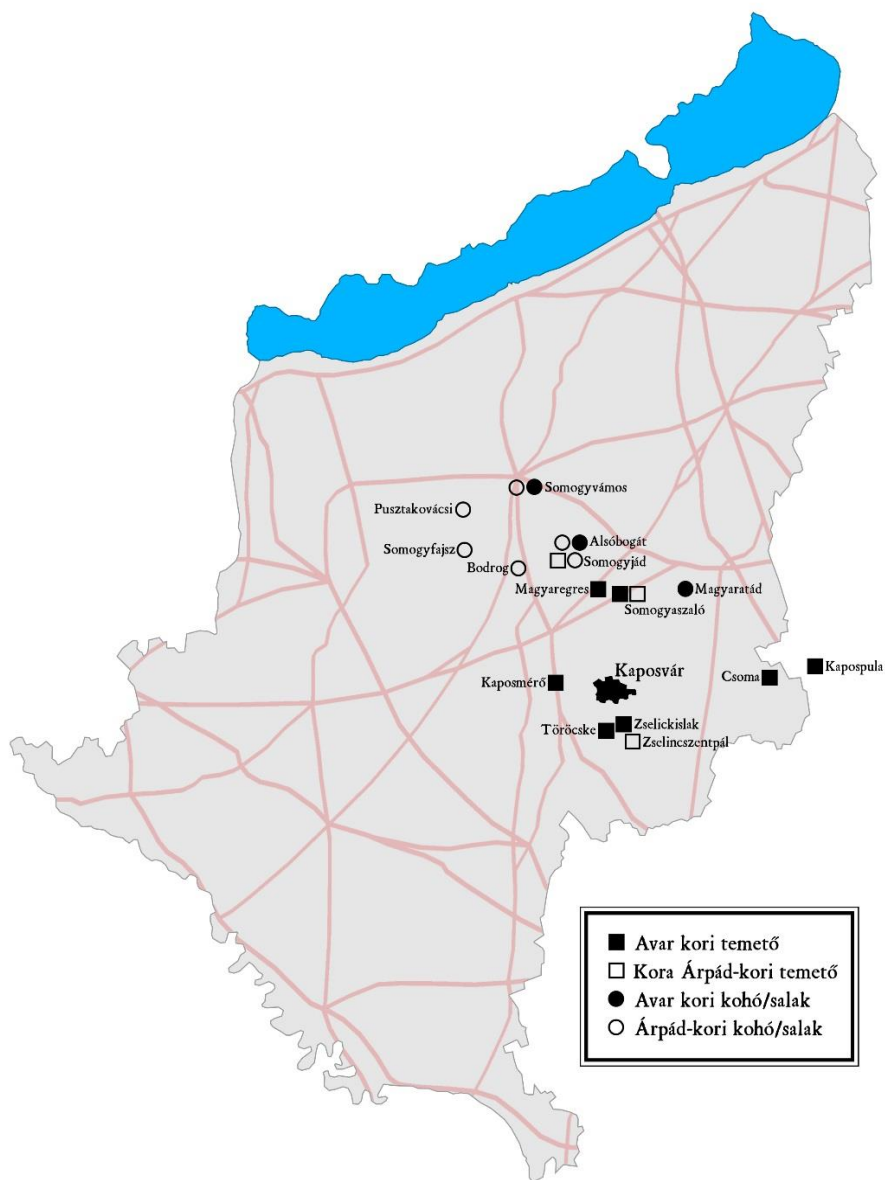 Somogyvámos
Pusztakovácsi
Alsóbogát
Somogyfajsz
Somogyjád
Bodrog
Magyaregres
Magyaratád
Somogyaszaló
Kaposvár
Kapospula
Csoma
Kaposmérő
Zselickislak
Töröcske
Zselincszentpál
Avar kori temető
Kora Árpád-kori temető
Avar kori kohó/salak
Árpád-kori kohó/salak